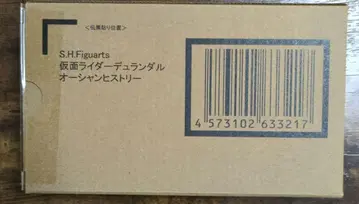 <伝票貼り位置>
S.H.Figuarts
仮面ライダーデュランダル
オーシャンヒストリー
4 573102 633217